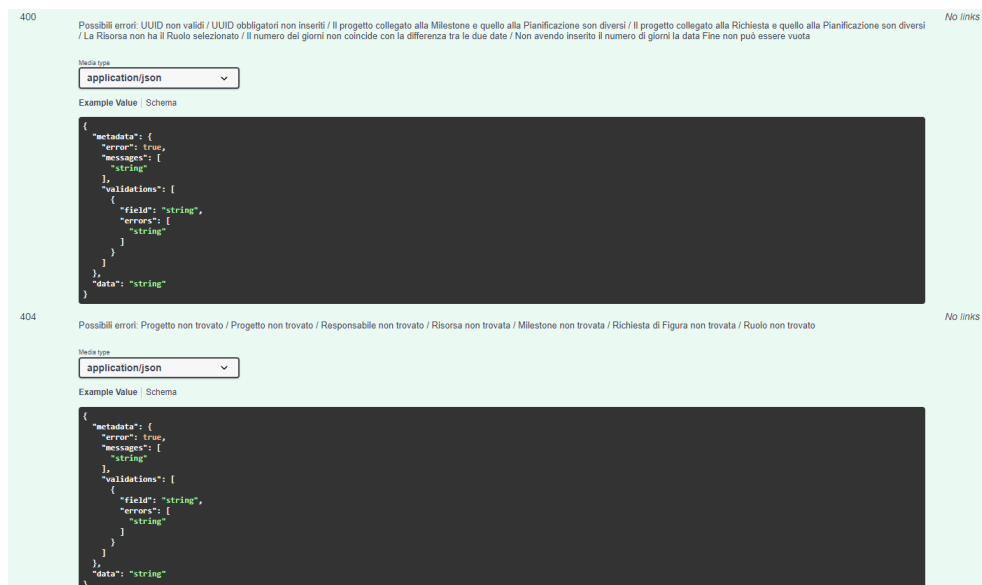 400
No links
Possibili errori: UUID non validi / UUID obbligatori non inseriti / Il progetto collegato alla Milestone e quello alla Pianificazione son diversi / Il progetto collegato alla Richiesta e quello alla Pianificazione son diversi
/ La Risorsa non ha il Ruolo selezionato / Il numero dei giorni non coincide con la differenza tra le due date / Non avendo inserito il numero di giorni la data Fine non può essere vuota
Media type
application/json
Example Value | Schema
{
  "metadata": {
    "error": true,
    "messages": [
      "string"
    ],
    "validations": [
      {
        "field": "string",
        "errors": [
          "string"
        ]
      }
    ]
  },
  "data": "string"
}
404
No links
Possibili errori: Progetto non trovato / Progetto non trovato / Responsabile non trovato / Risorsa non trovata / Milestone non trovata / Richiesta di Figura non trovata / Ruolo non trovato
Media type
application/json
Example Value | Schema
{
  "metadata": {
    "error": true,
    "messages": [
      "string"
    ],
    "validations": [
      {
        "field": "string",
        "errors": [
          "string"
        ]
      }
    ]
  },
  "data": "string"
}